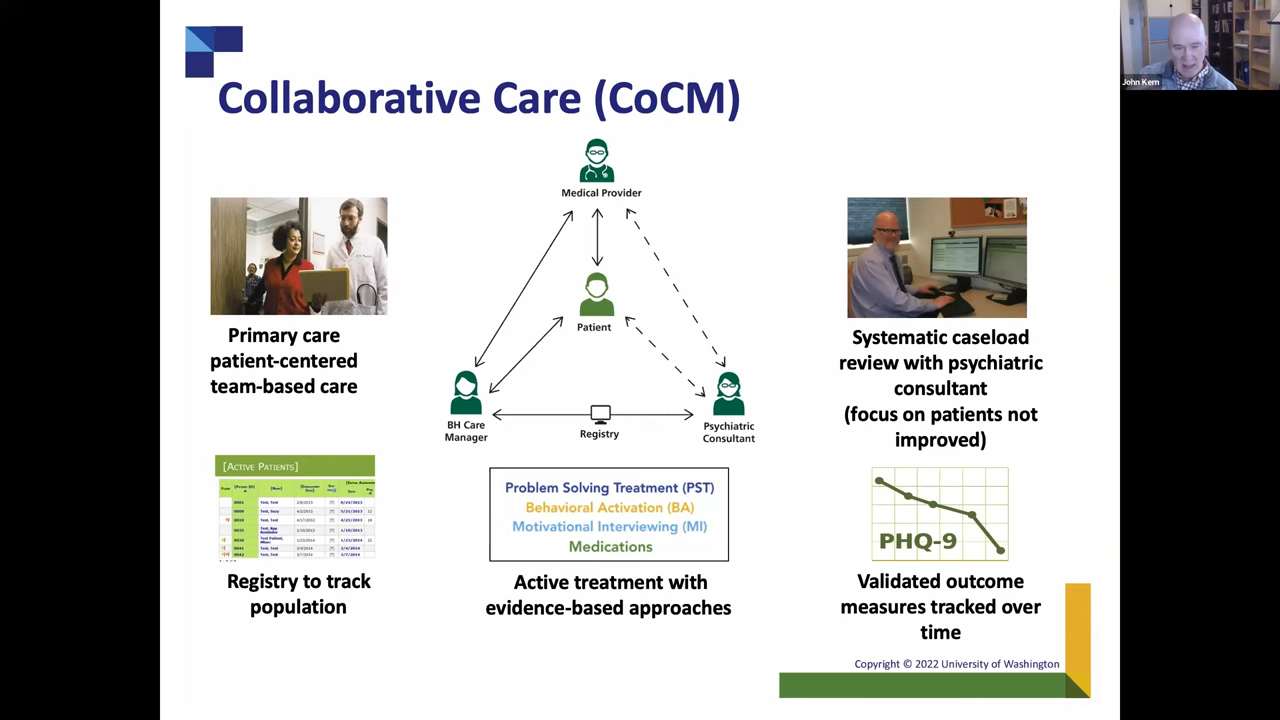 John Kern
Collaborative Care (CoCM)
Medical Provider
Patient
BH Care
Manager
Registry
Psychiatric
Consultant
Primary care
patient-centered
team-based care
Systematic caseload
review with psychiatric
consultant
(focus on patients not
improved)
[ACTIVE PATIENTS]
Problem Solving Treatment (PST)
Behavioral Activation (BA)
Motivational Interviewing (MI)
Medications
PHQ-9
Registry to track
population
Active treatment with
evidence-based approaches
Validated outcome
measures tracked over
time
Copyright © 2022 University of Washington